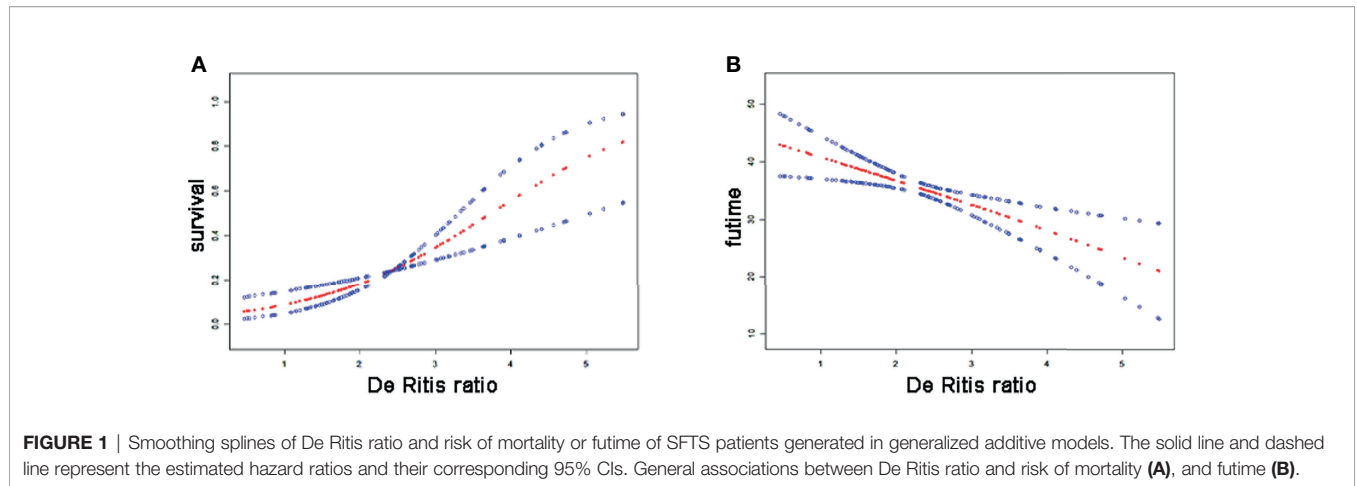 A
survival
1.0
0.8
0.6
0.4
0.2
0.0
1 2 3 4 5
De Ritis ratio
B
futime
50
40
30
20
10
1 2 3 4 5
De Ritis ratio
FIGURE 1 | Smoothing splines of De Ritis ratio and risk of mortality or futime of SFTS patients generated in generalized additive models. The solid line and dashed
line represent the estimated hazard ratios and their corresponding 95% CIs. General associations between De Ritis ratio and risk of mortality (A), and futime (B).